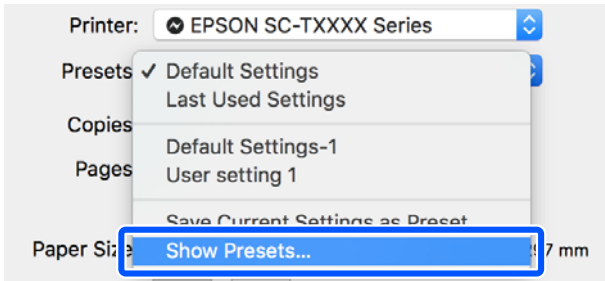 Printer: EPSON SC-TXXXX Series
Presets ✓ Default Settings
Last Used Settings
Copies
Default Settings-1
Pages
User setting 1
Save Current Settings as Preset
Paper Size
Show Presets...
7 mm